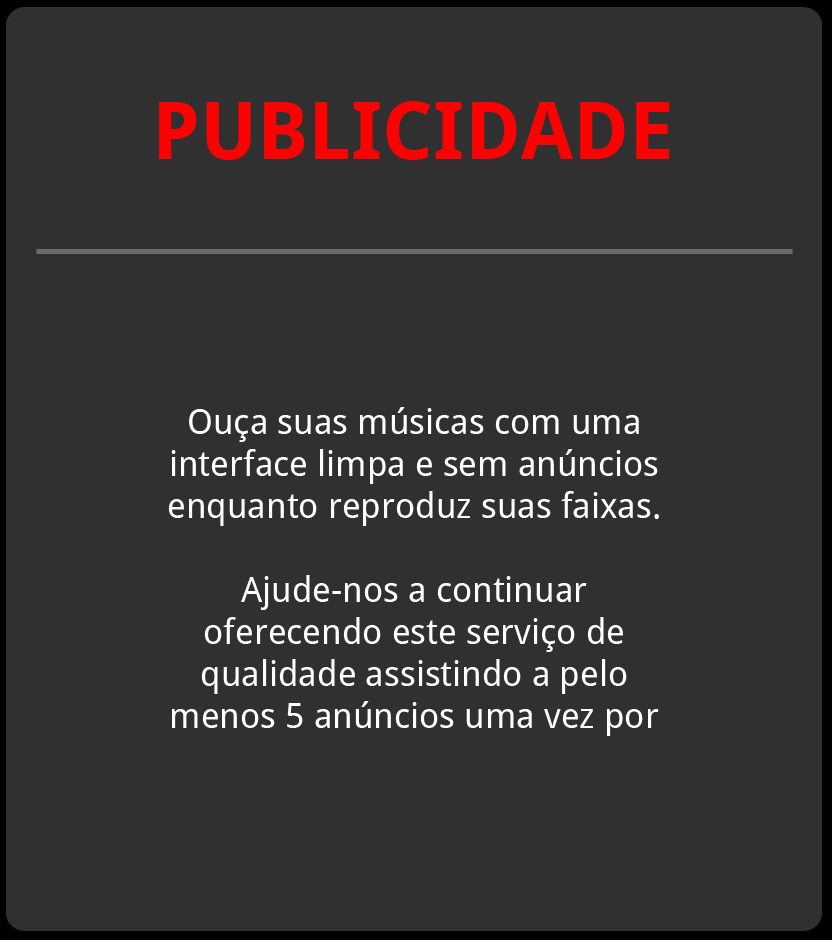 PUBLICIDADE
Ouça suas músicas com uma
interface limpa e sem anúncios
enquanto reproduz suas faixas.
Ajude-nos a continuar
oferecendo este serviço de
qualidade assistindo a pelo
menos 5 anúncios uma vez por